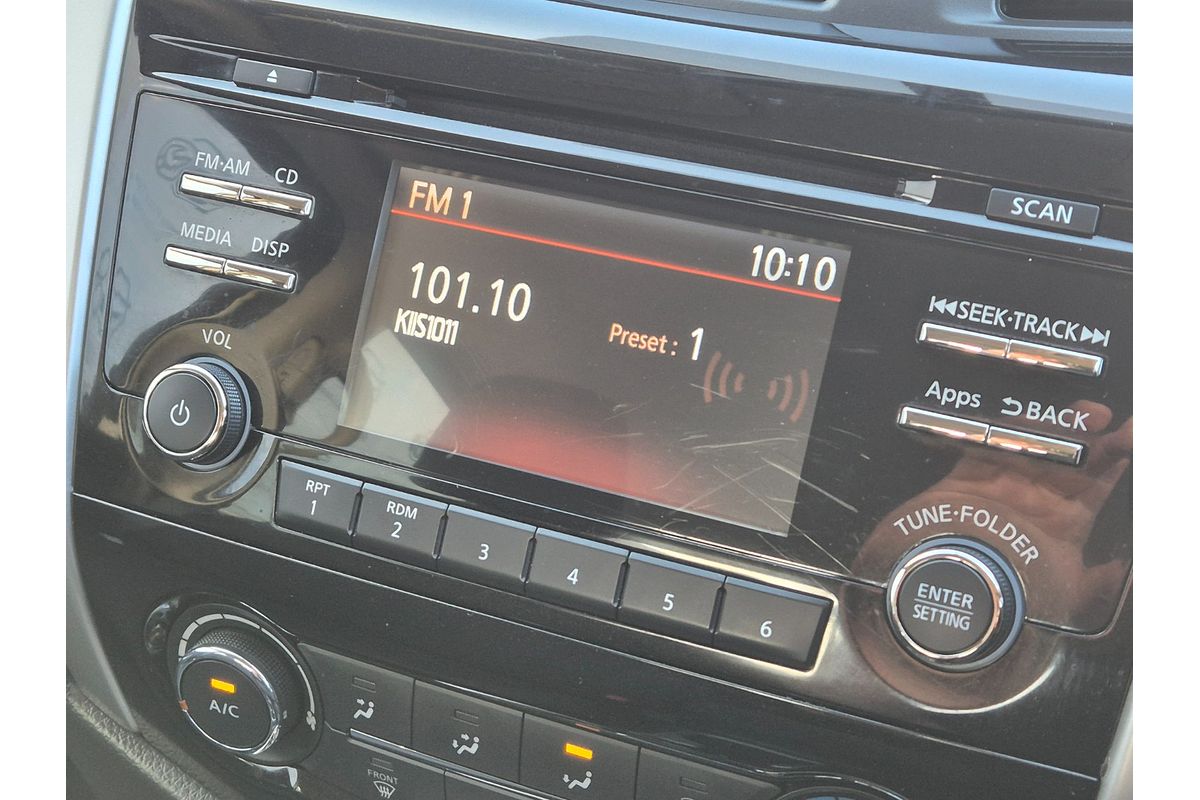 FM·AM
CD
SCAN
FM 1
10:10
MEDIA
DISP
101.10
KIIS1011
Preset: 1
SEEK·TRACK
VOL
Apps
BACK
RPT
1
RDM
2
3
4
5
6
TUNE·FOLDER
ENTER
SETTING
A/C
FRONT